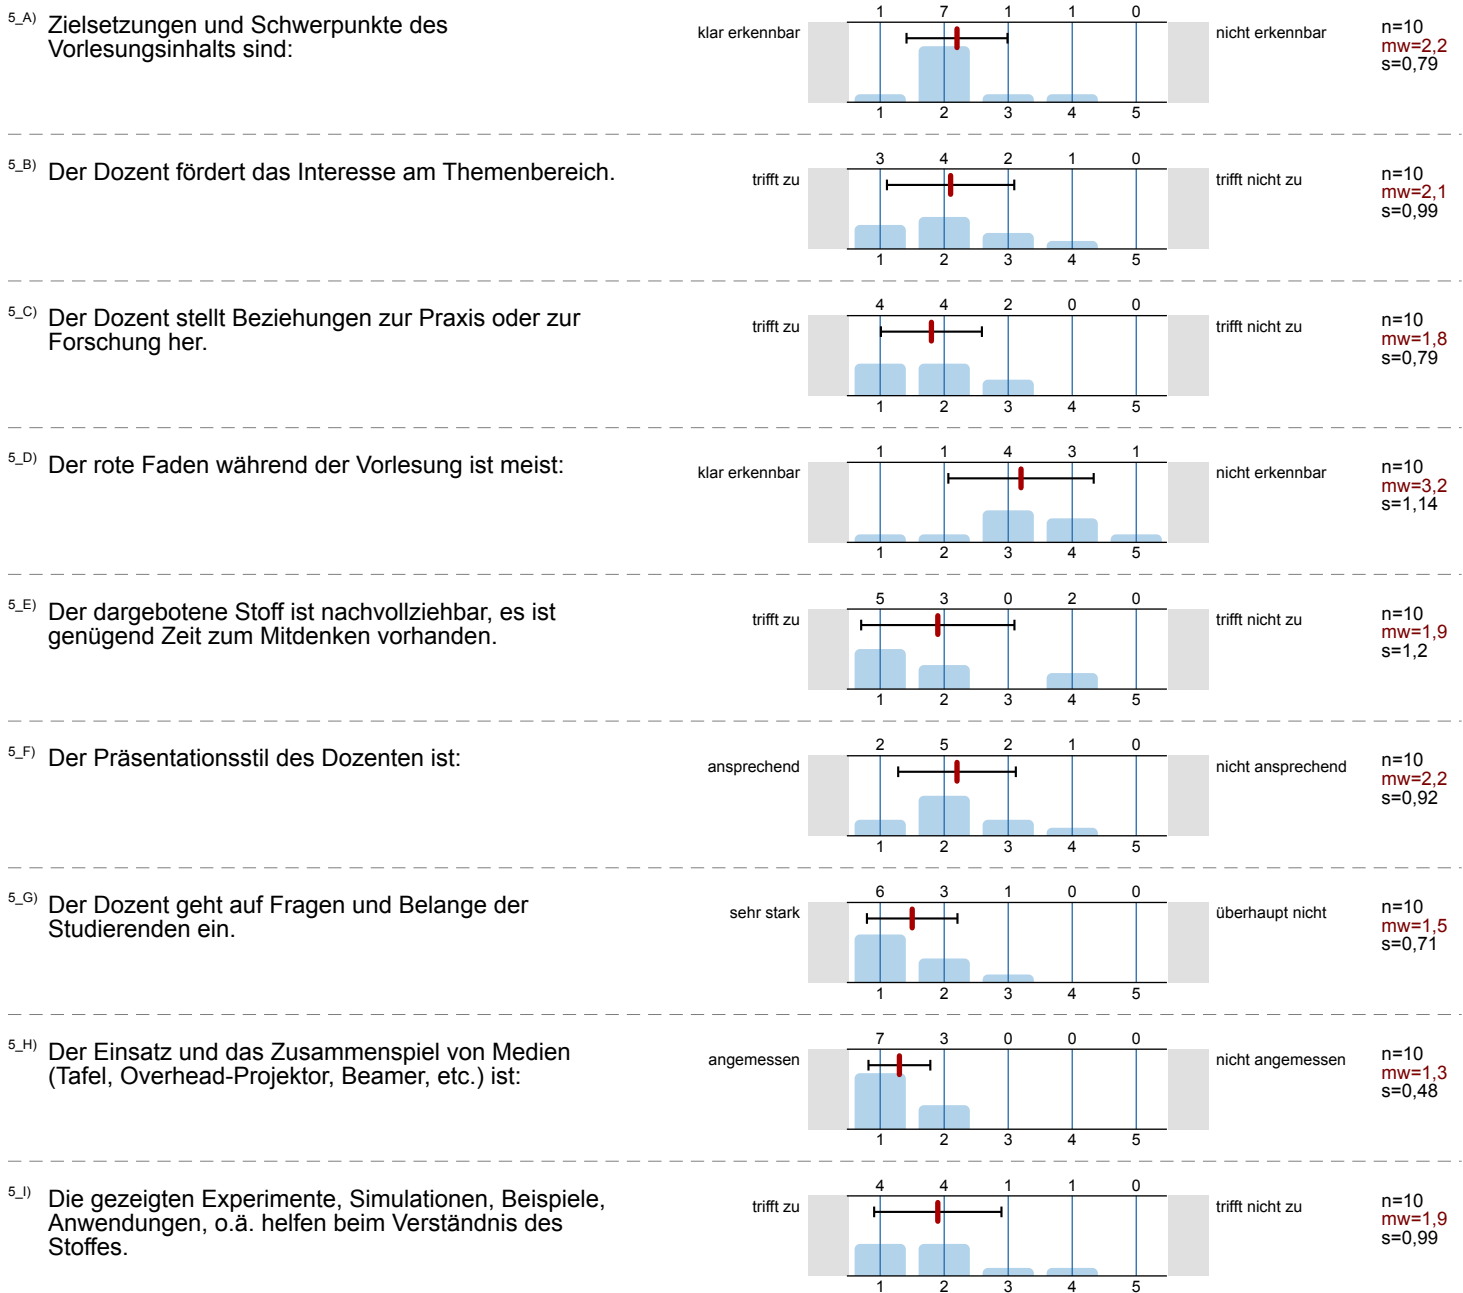 5_A) Zielsetzungen und Schwerpunkte des
Vorlesungsinhalts sind:
klar erkennbar
1 7 1 1 0
1 2 3 4 5
nicht erkennbar
n=10
mw=2,2
s=0,79
5_B) Der Dozent fördert das Interesse am Themenbereich.
trifft zu
3 4 2 1 0
1 2 3 4 5
trifft nicht zu
n=10
mw=2,1
s=0,99
5_C) Der Dozent stellt Beziehungen zur Praxis oder zur
Forschung her.
trifft zu
4 4 2 0 0
1 2 3 4 5
trifft nicht zu
n=10
mw=1,8
s=0,79
5_D) Der rote Faden während der Vorlesung ist meist:
klar erkennbar
1 1 4 3 1
1 2 3 4 5
nicht erkennbar
n=10
mw=3,2
s=1,14
5_E) Der dargebotene Stoff ist nachvollziehbar, es ist
genügend Zeit zum Mitdenken vorhanden.
trifft zu
5 3 0 2 0
1 2 3 4 5
trifft nicht zu
n=10
mw=1,9
s=1,2
5_F) Der Präsentationsstil des Dozenten ist:
ansprechend
2 5 2 1 0
1 2 3 4 5
nicht ansprechend
n=10
mw=2,2
s=0,92
5_G) Der Dozent geht auf Fragen und Belange der
Studierenden ein.
sehr stark
6 3 1 0 0
1 2 3 4 5
überhaupt nicht
n=10
mw=1,5
s=0,71
5_H) Der Einsatz und das Zusammenspiel von Medien
(Tafel, Overhead-Projektor, Beamer, etc.) ist:
angemessen
7 3 0 0 0
1 2 3 4 5
nicht angemessen
n=10
mw=1,3
s=0,48
5_I) Die gezeigten Experimente, Simulationen, Beispiele,
Anwendungen, o.ä. helfen beim Verständnis des
Stoffes.
trifft zu
4 4 1 1 0
1 2 3 4 5
trifft nicht zu
n=10
mw=1,9
s=0,99